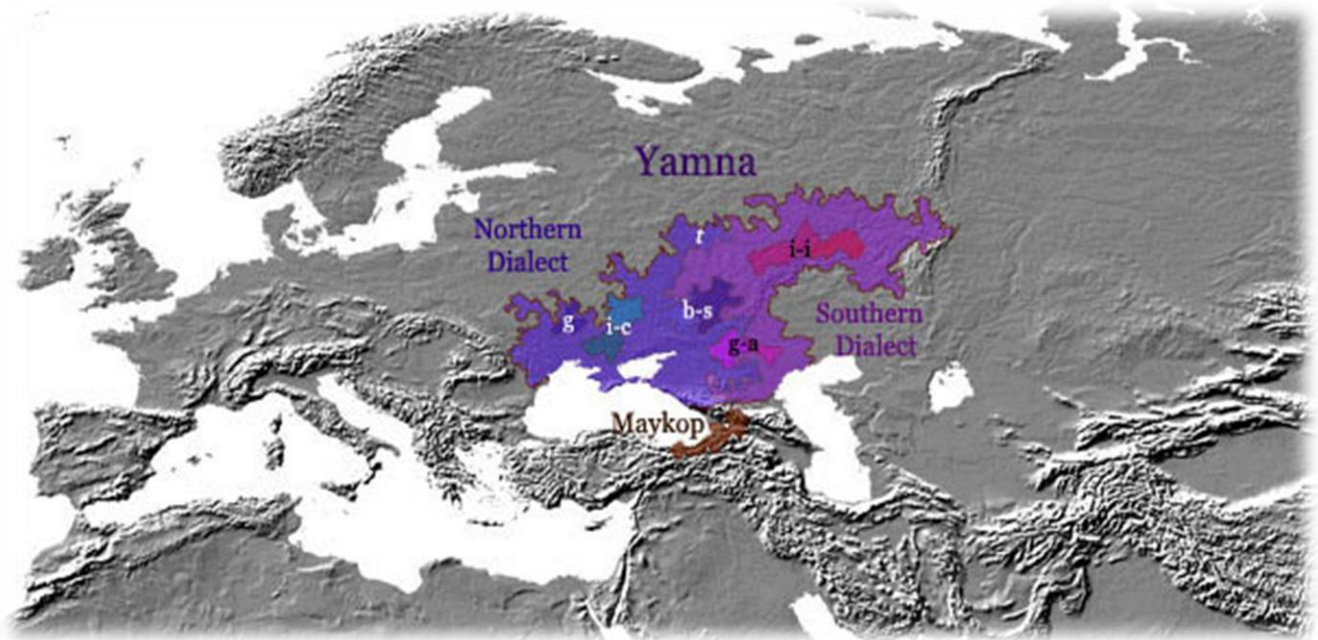 Yamna
Northern
Dialect
t
i-i
g
i-c
b-s
Southern
Dialect
g-a
Maykop